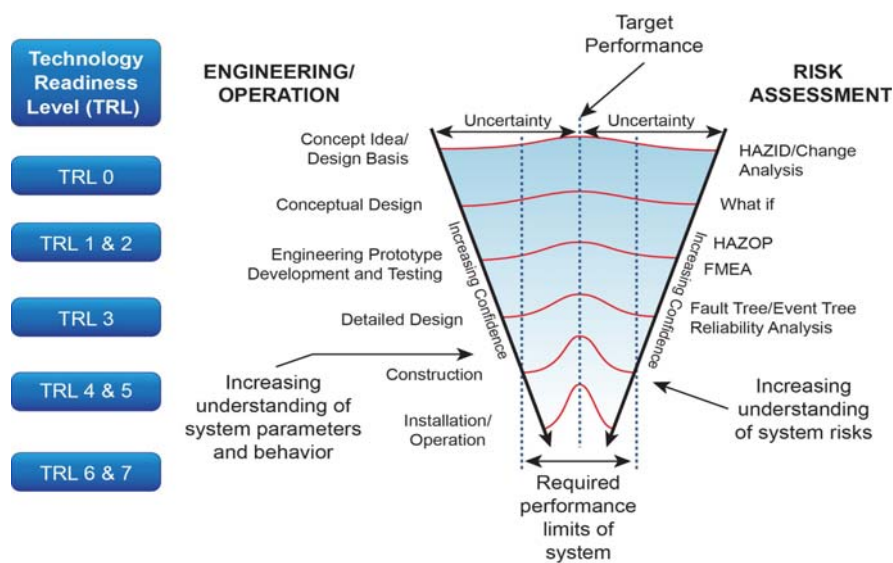 Technology
Readiness
Level (TRL)
TRL 0
TRL 1 & 2
TRL 3
TRL 4 & 5
TRL 6 & 7
ENGINEERING/
OPERATION
Target
Performance
RISK
ASSESSMENT
Uncertainty
Uncertainty
Concept Idea/
Design Basis
Conceptual Design
Engineering Prototype
Development and Testing
Detailed Design
Construction
Installation/
Operation
Increasing Confidence
Increasing Confidence
HAZID/Change
Analysis
What if
HAZOP
FMEA
Fault Tree/Event Tree
Reliability Analysis
Increasing
understanding of
system parameters
and behavior
Increasing
understanding
of system risks
Required
performance
limits of
system